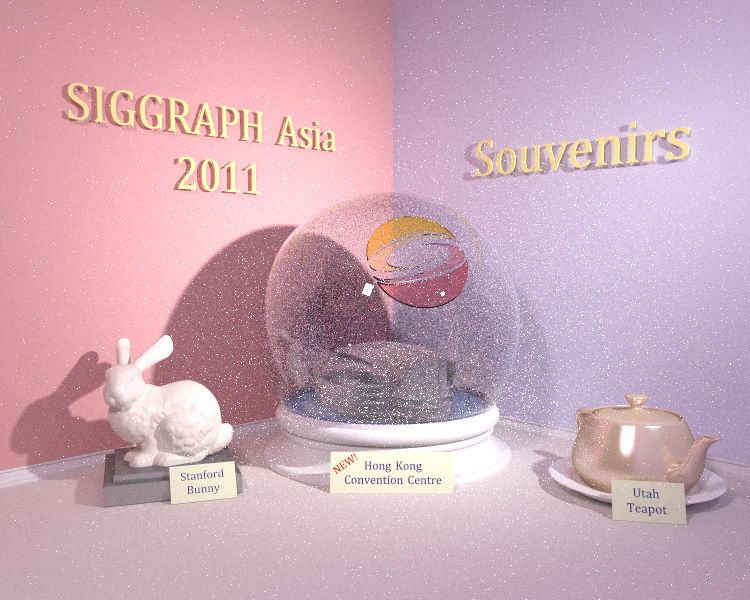 SIGGRAPH Asia
2011
Souvenirs
Stanford
Bunny
NEW!
Hong Kong
Convention Centre
Utah
Teapot